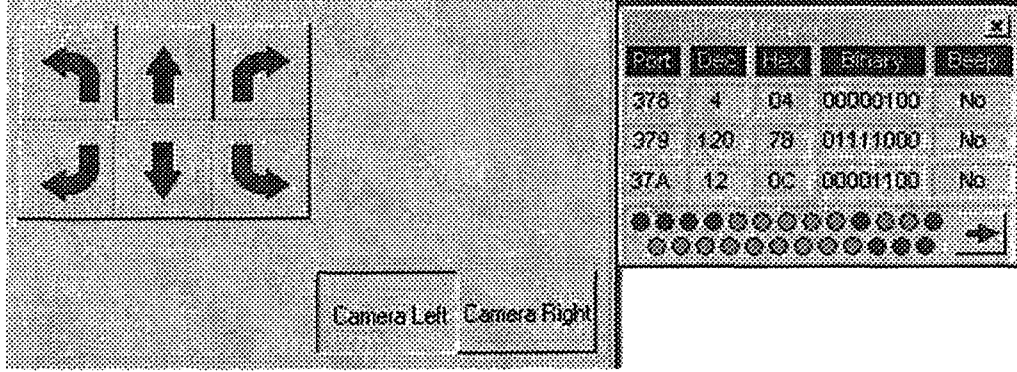 Port Dec Hex Binary Beep
378 4 04 00000100 No
379 120 78 01111000 No
37A 12 0C 00001100 No
Camera Left Camera Right